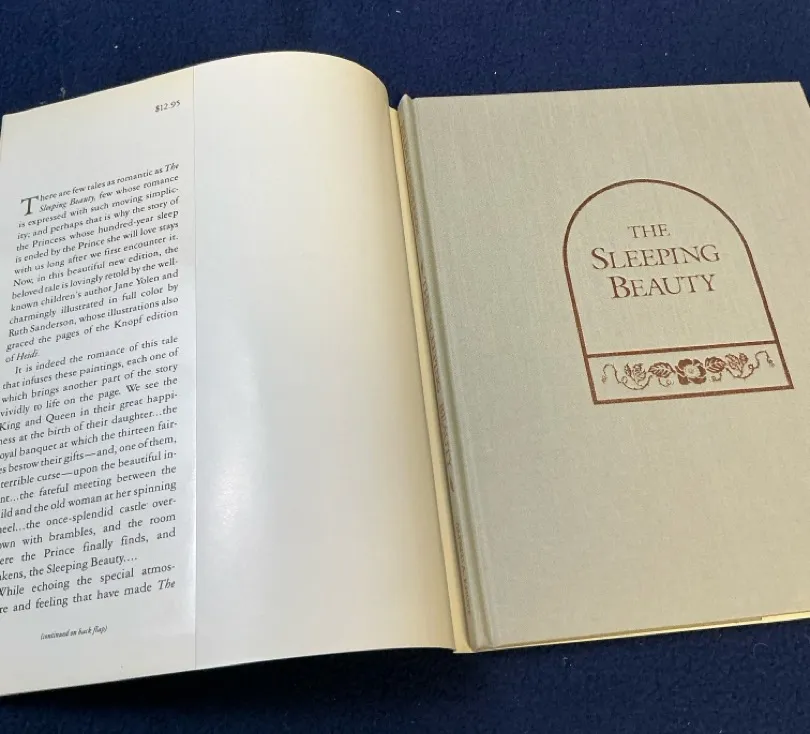 $12.95
There are few tales as romantic as The
Sleeping Beauty, few whose romance
is expressed with such moving simplic-
ity; and perhaps that is why the story of
the Princess whose hundred-year sleep
is ended by the Prince she will love stays
with us long after we first encounter it.
Now, in this beautiful new edition, the
beloved tale is lovingly retold by the well-
known children's author Jane Yolen and
charmingly illustrated in full color by
Ruth Sanderson, whose illustrations also
graced the pages of the Knopf edition
of Heidi.
It is indeed the romance of this tale
that infuses these paintings, each one of
which brings another part of the story
vividly to life on the page. We see the
King and Queen in their great happi-
ness at the birth of their daughter...the
oyal banquet at which the thirteen fair-
es bestow their gifts—and, one of them,
terrible curse—upon the beautiful in-
nt...the fateful meeting between the
ild and the old woman at her spinning
heel...the once-splendid castle over-
own with brambles, and the room
ere the Prince finally finds, and
akens, the Sleeping Beauty....
While echoing the special atmos-
re and feeling that have made The
(continued on back flap)
THE
SLEEPING
BEAUTY